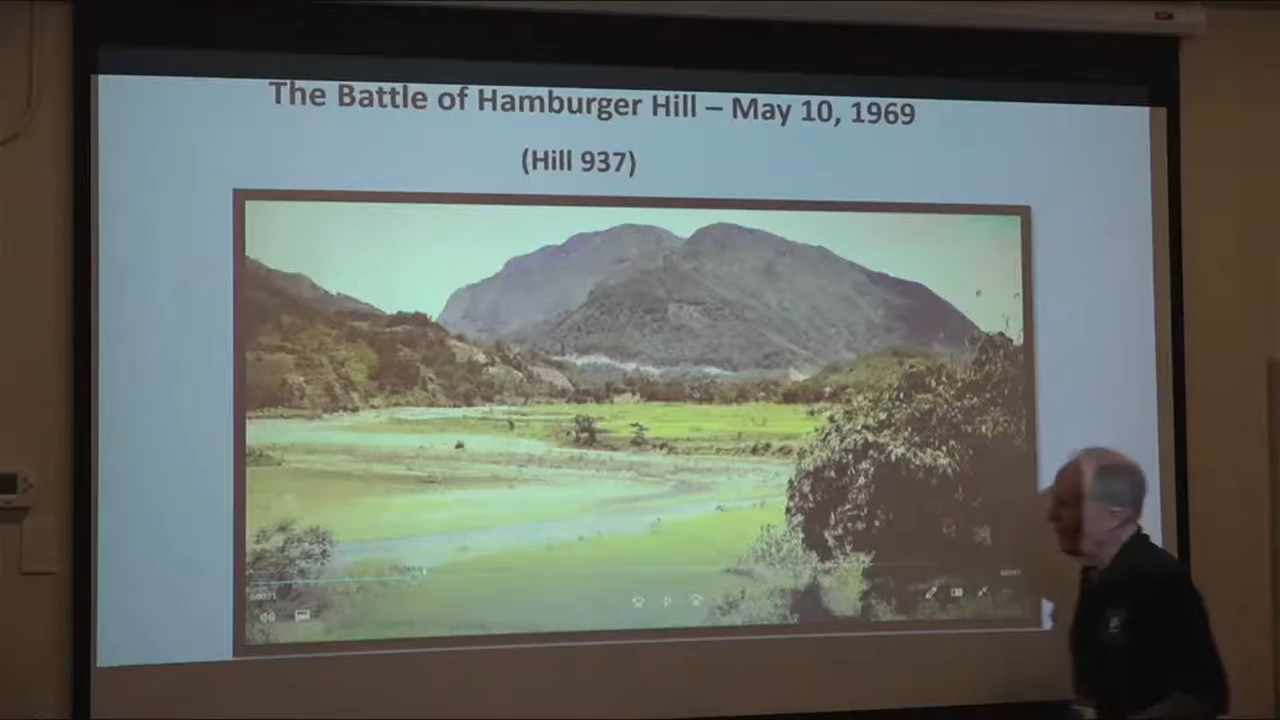 The Battle of Hamburger Hill – May 10, 1969
(Hill 937)